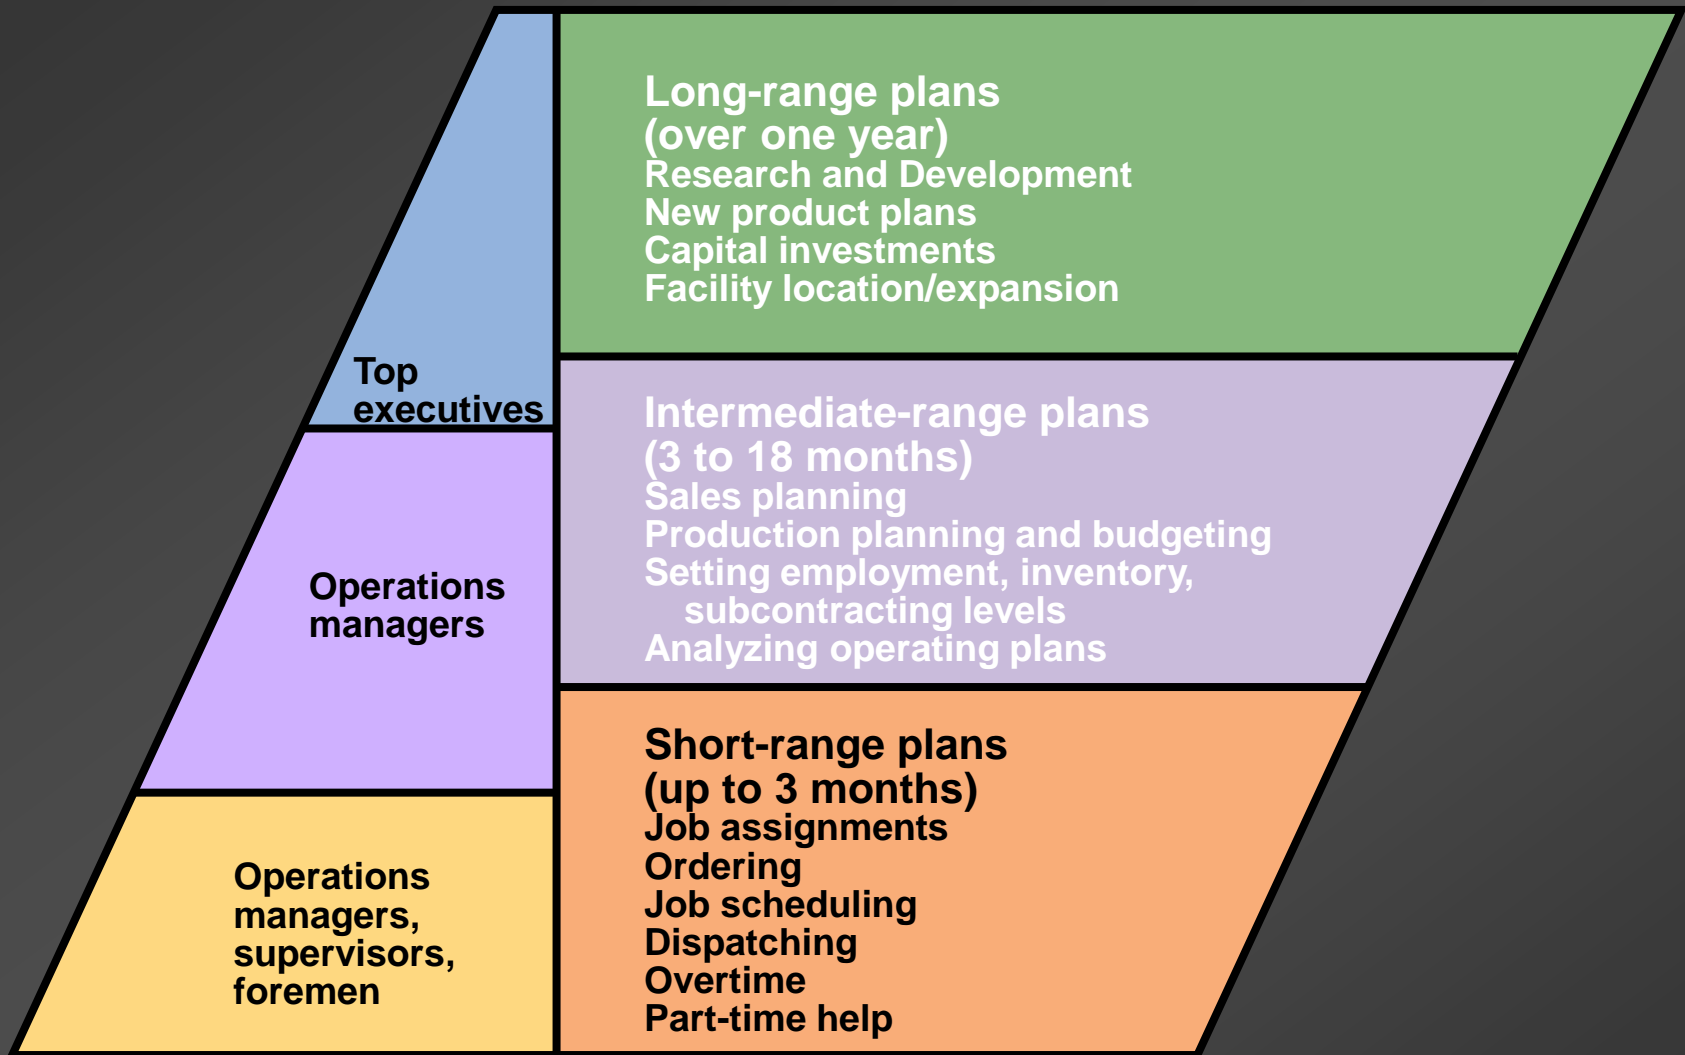 Long-range plans
(over one year)
Research and Development
New product plans
Capital investments
Facility location/expansion
Top
executives
Intermediate-range plans
(3 to 18 months)
Sales planning
Production planning and budgeting
Setting employment, inventory,
subcontracting levels
Analyzing operating plans
Operations
managers
Short-range plans
(up to 3 months)
Job assignments
Ordering
Job scheduling
Dispatching
Overtime
Part-time help
Operations
managers,
supervisors,
foremen